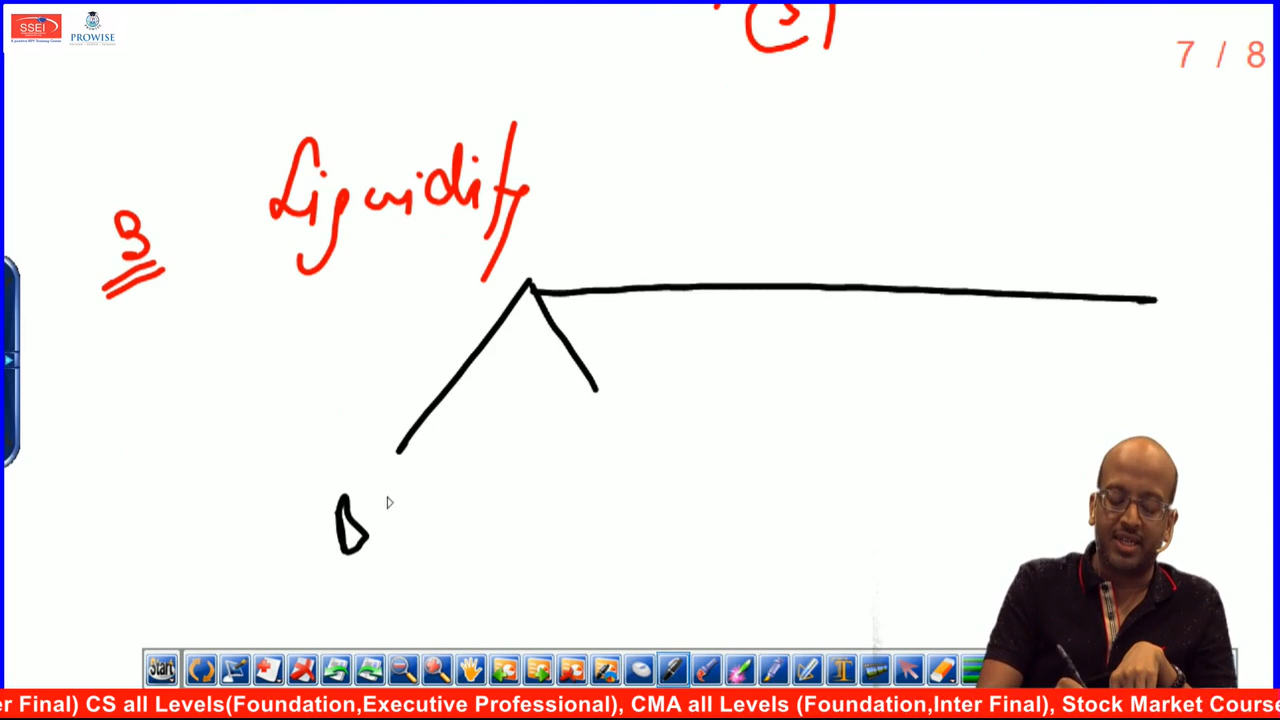 SSEI
PROWISE
7 / 8
3
Liquidity
Start
er Final) CS all Levels(Foundation,Executive Professional), CMA all Levels (Foundation,Inter Final), Stock Market Course